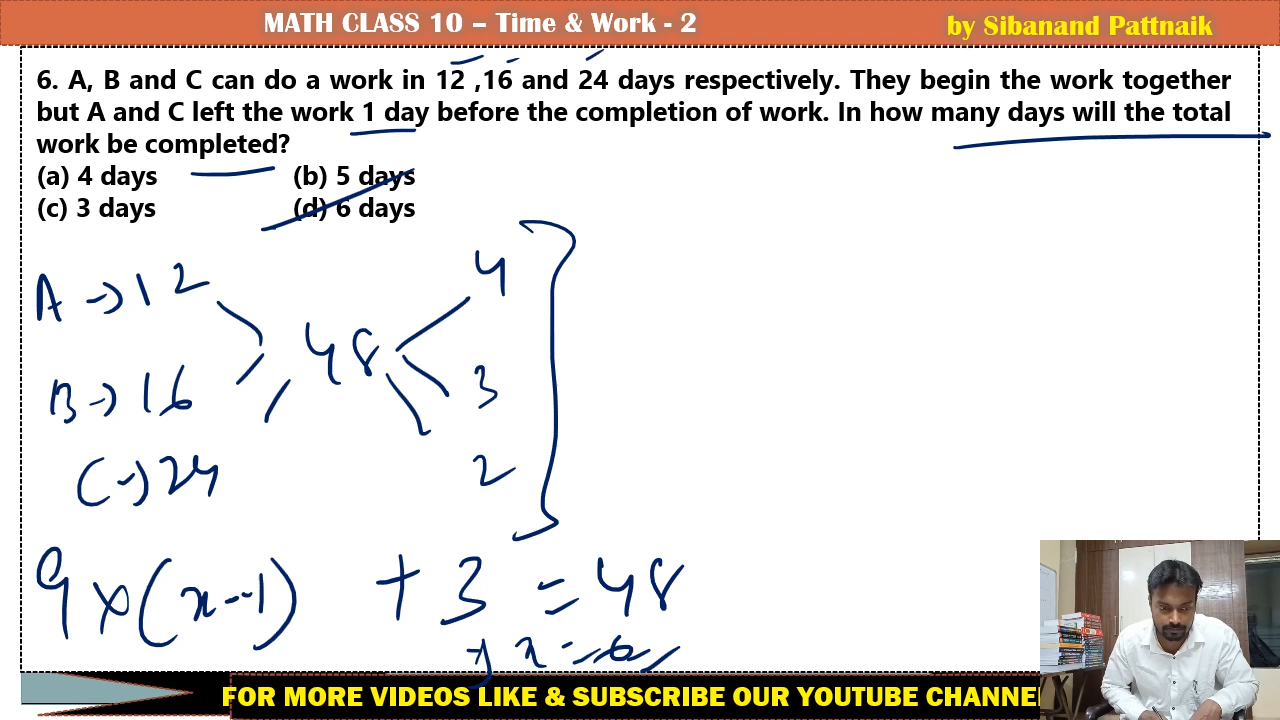 MATH CLASS 10 – Time & Work - 2
by Sibanand Pattnaik
6. A, B and C can do a work in 12 ,16 and 24 days respectively. They begin the work together
but A and C left the work 1 day before the completion of work. In how many days will the total
work be completed?
(a) 4 days (b) 5 days
(c) 3 days (d) 6 days
A → 12
B → 16
C → 24
48
4
3
2
9 x (x - 1) + 3 = 48
x = 6
FOR MORE VIDEOS LIKE & SUBSCRIBE OUR YOUTUBE CHANNE